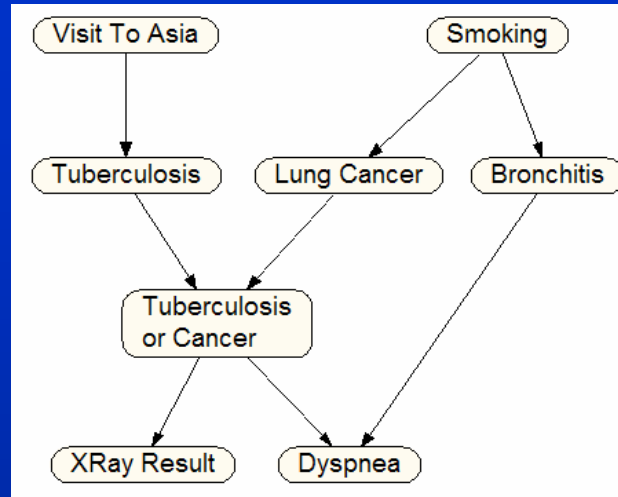 Visit To Asia
Smoking
Tuberculosis
Lung Cancer
Bronchitis
Tuberculosis
or Cancer
XRay Result
Dyspnea